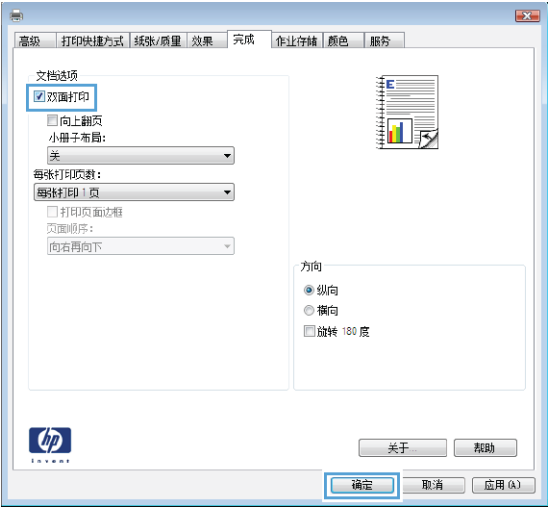 高级 打印快捷方式 纸张/质量 效果 完成 作业存储 颜色 服务
文档选项
双面打印
向上翻页
小册子布局:
关
每张打印页数:
每张打印 1 页
打印页面边框
页面顺序:
向右再向下
E
方向
纵向
横向
旋转 180 度
hp
invent
关于...
帮助
确定
取消
应用(A)